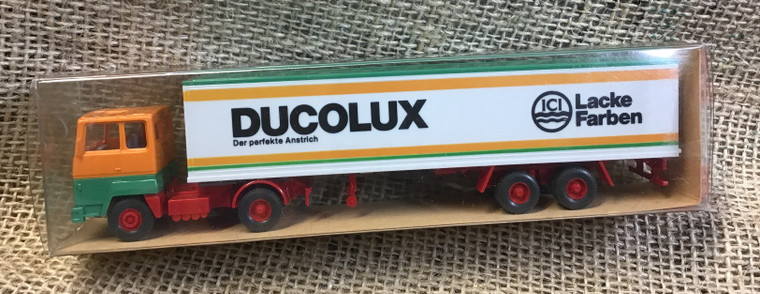 DUCOLUX
Der perfekte Anstrich
ICI
Lacke
Farben